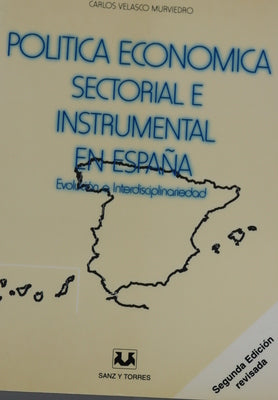 CARLOS VELASCO MURVIEDRO
POLITICA ECONOMICA
SECTORIAL E
INSTRUMENTAL
EN ESPAÑA
Evolución e Interdisciplinariedad
Segunda Edición
revisada
SANZ Y TORRES